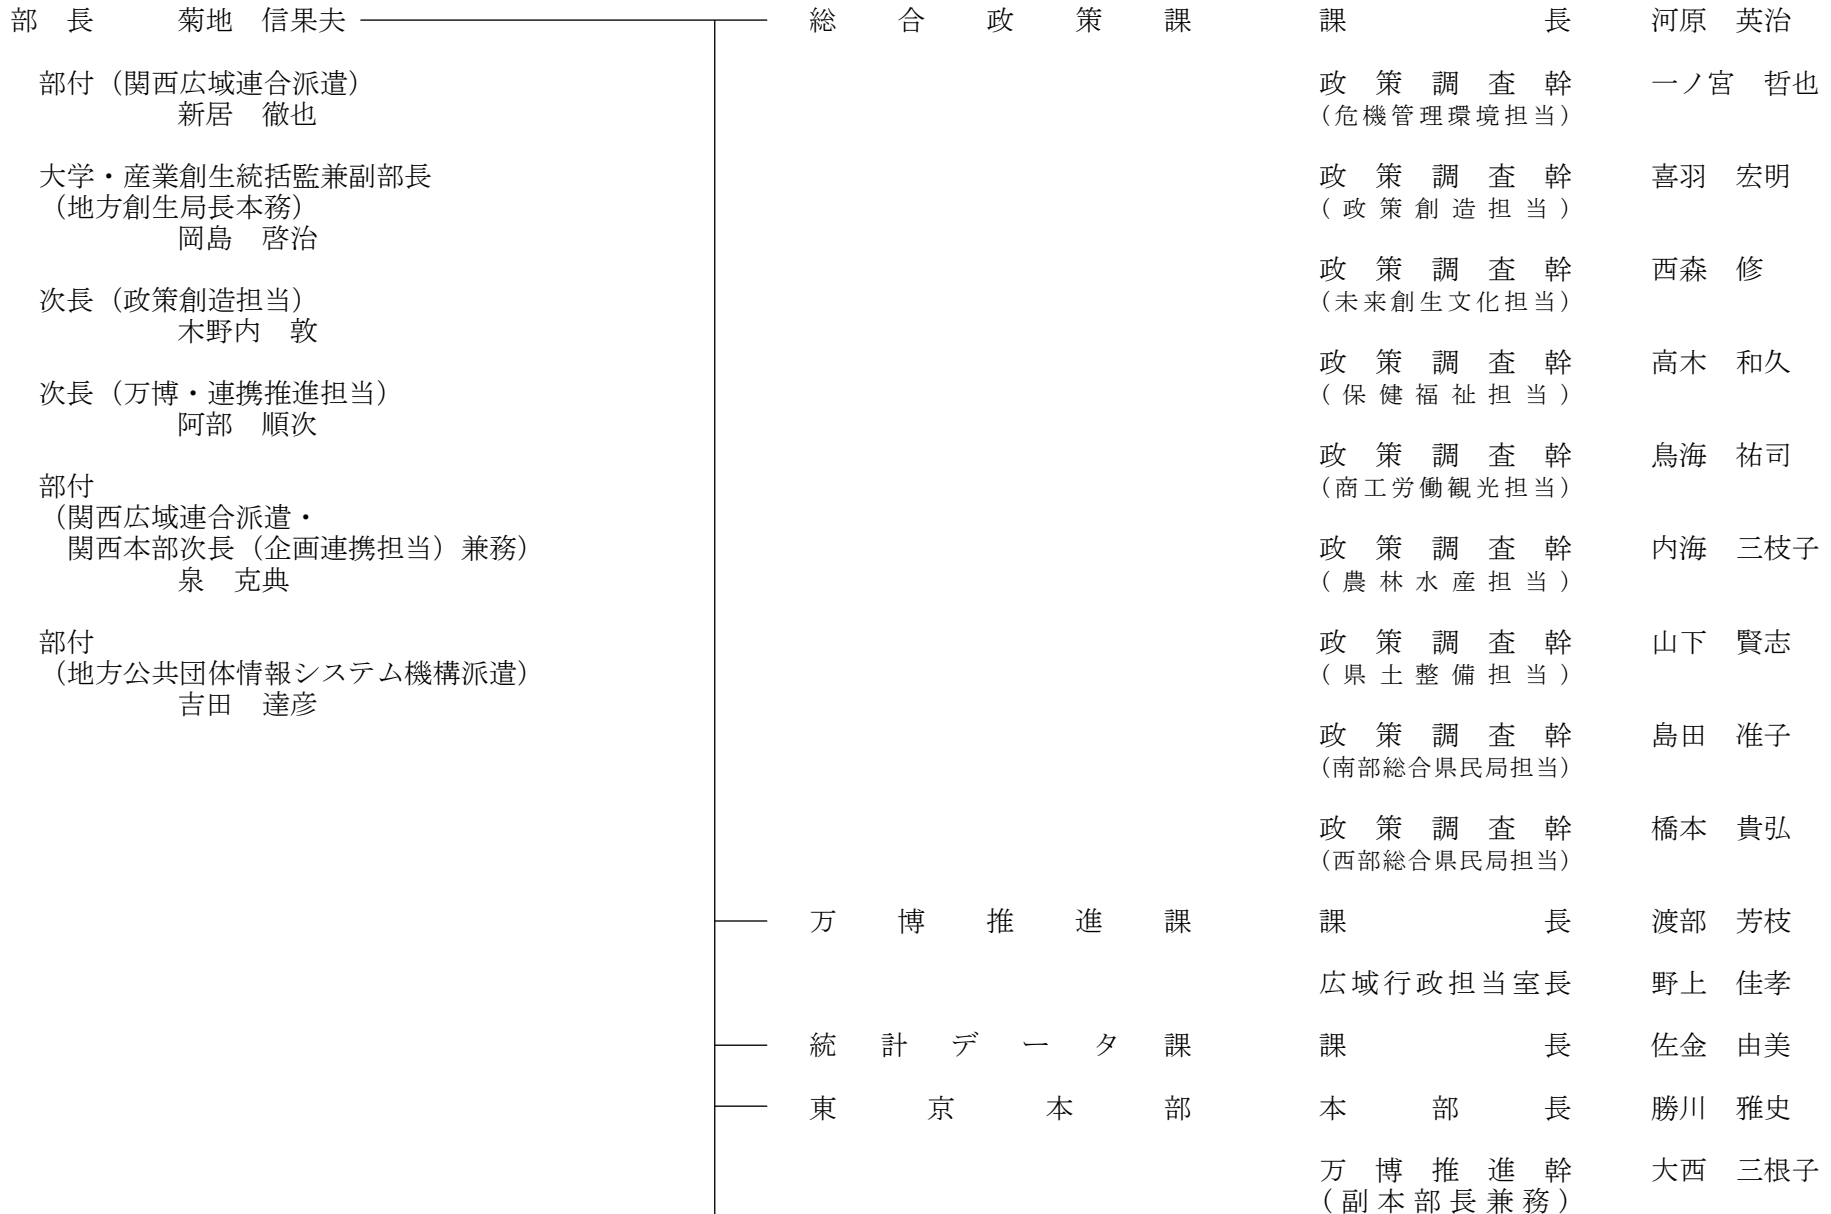 部　長　　菊地　信果夫
部付（関西広域連合派遣）
新居　徹也
大学・産業創生統括監兼副部長
（地方創生局長本務）
岡島　啓治
次長（政策創造担当）
木野内　敦
次長（万博・連携推進担当）
阿部　順次
部付
（関西広域連合派遣・
関西本部次長（企画連携担当）兼務）
泉　克典
部付
（地方公共団体情報システム機構派遣）
吉田　達彦
総合政策課　課長　河原　英治
政策調査幹　一ノ宮　哲也
（危機管理環境担当）
政策調査幹　喜羽　宏明
（政策創造担当）
政策調査幹　西森　修
（未来創生文化担当）
政策調査幹　高木　和久
（保健福祉担当）
政策調査幹　鳥海　祐司
（商工労働観光担当）
政策調査幹　内海　三枝子
（農林水産担当）
政策調査幹　山下　賢志
（県土整備担当）
政策調査幹　島田　准子
（南部総合県民局担当）
政策調査幹　橋本　貴弘
（西部総合県民局担当）
万博推進課　課長　渡部　芳枝
広域行政担当室長　野上　佳孝
統計データ課　課長　佐金　由美
東京本部　本部長　勝川　雅史
万博推進幹　大西　三根子
（副本部長兼務）